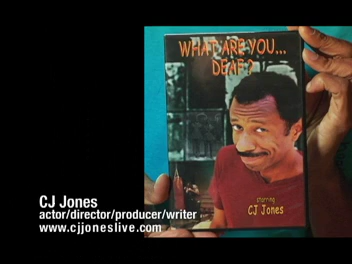 WHAT ARE YOU...
DEAF?
starring
CJ Jones
CJ Jones
actor/director/producer/writer
www.cjjoneslive.com